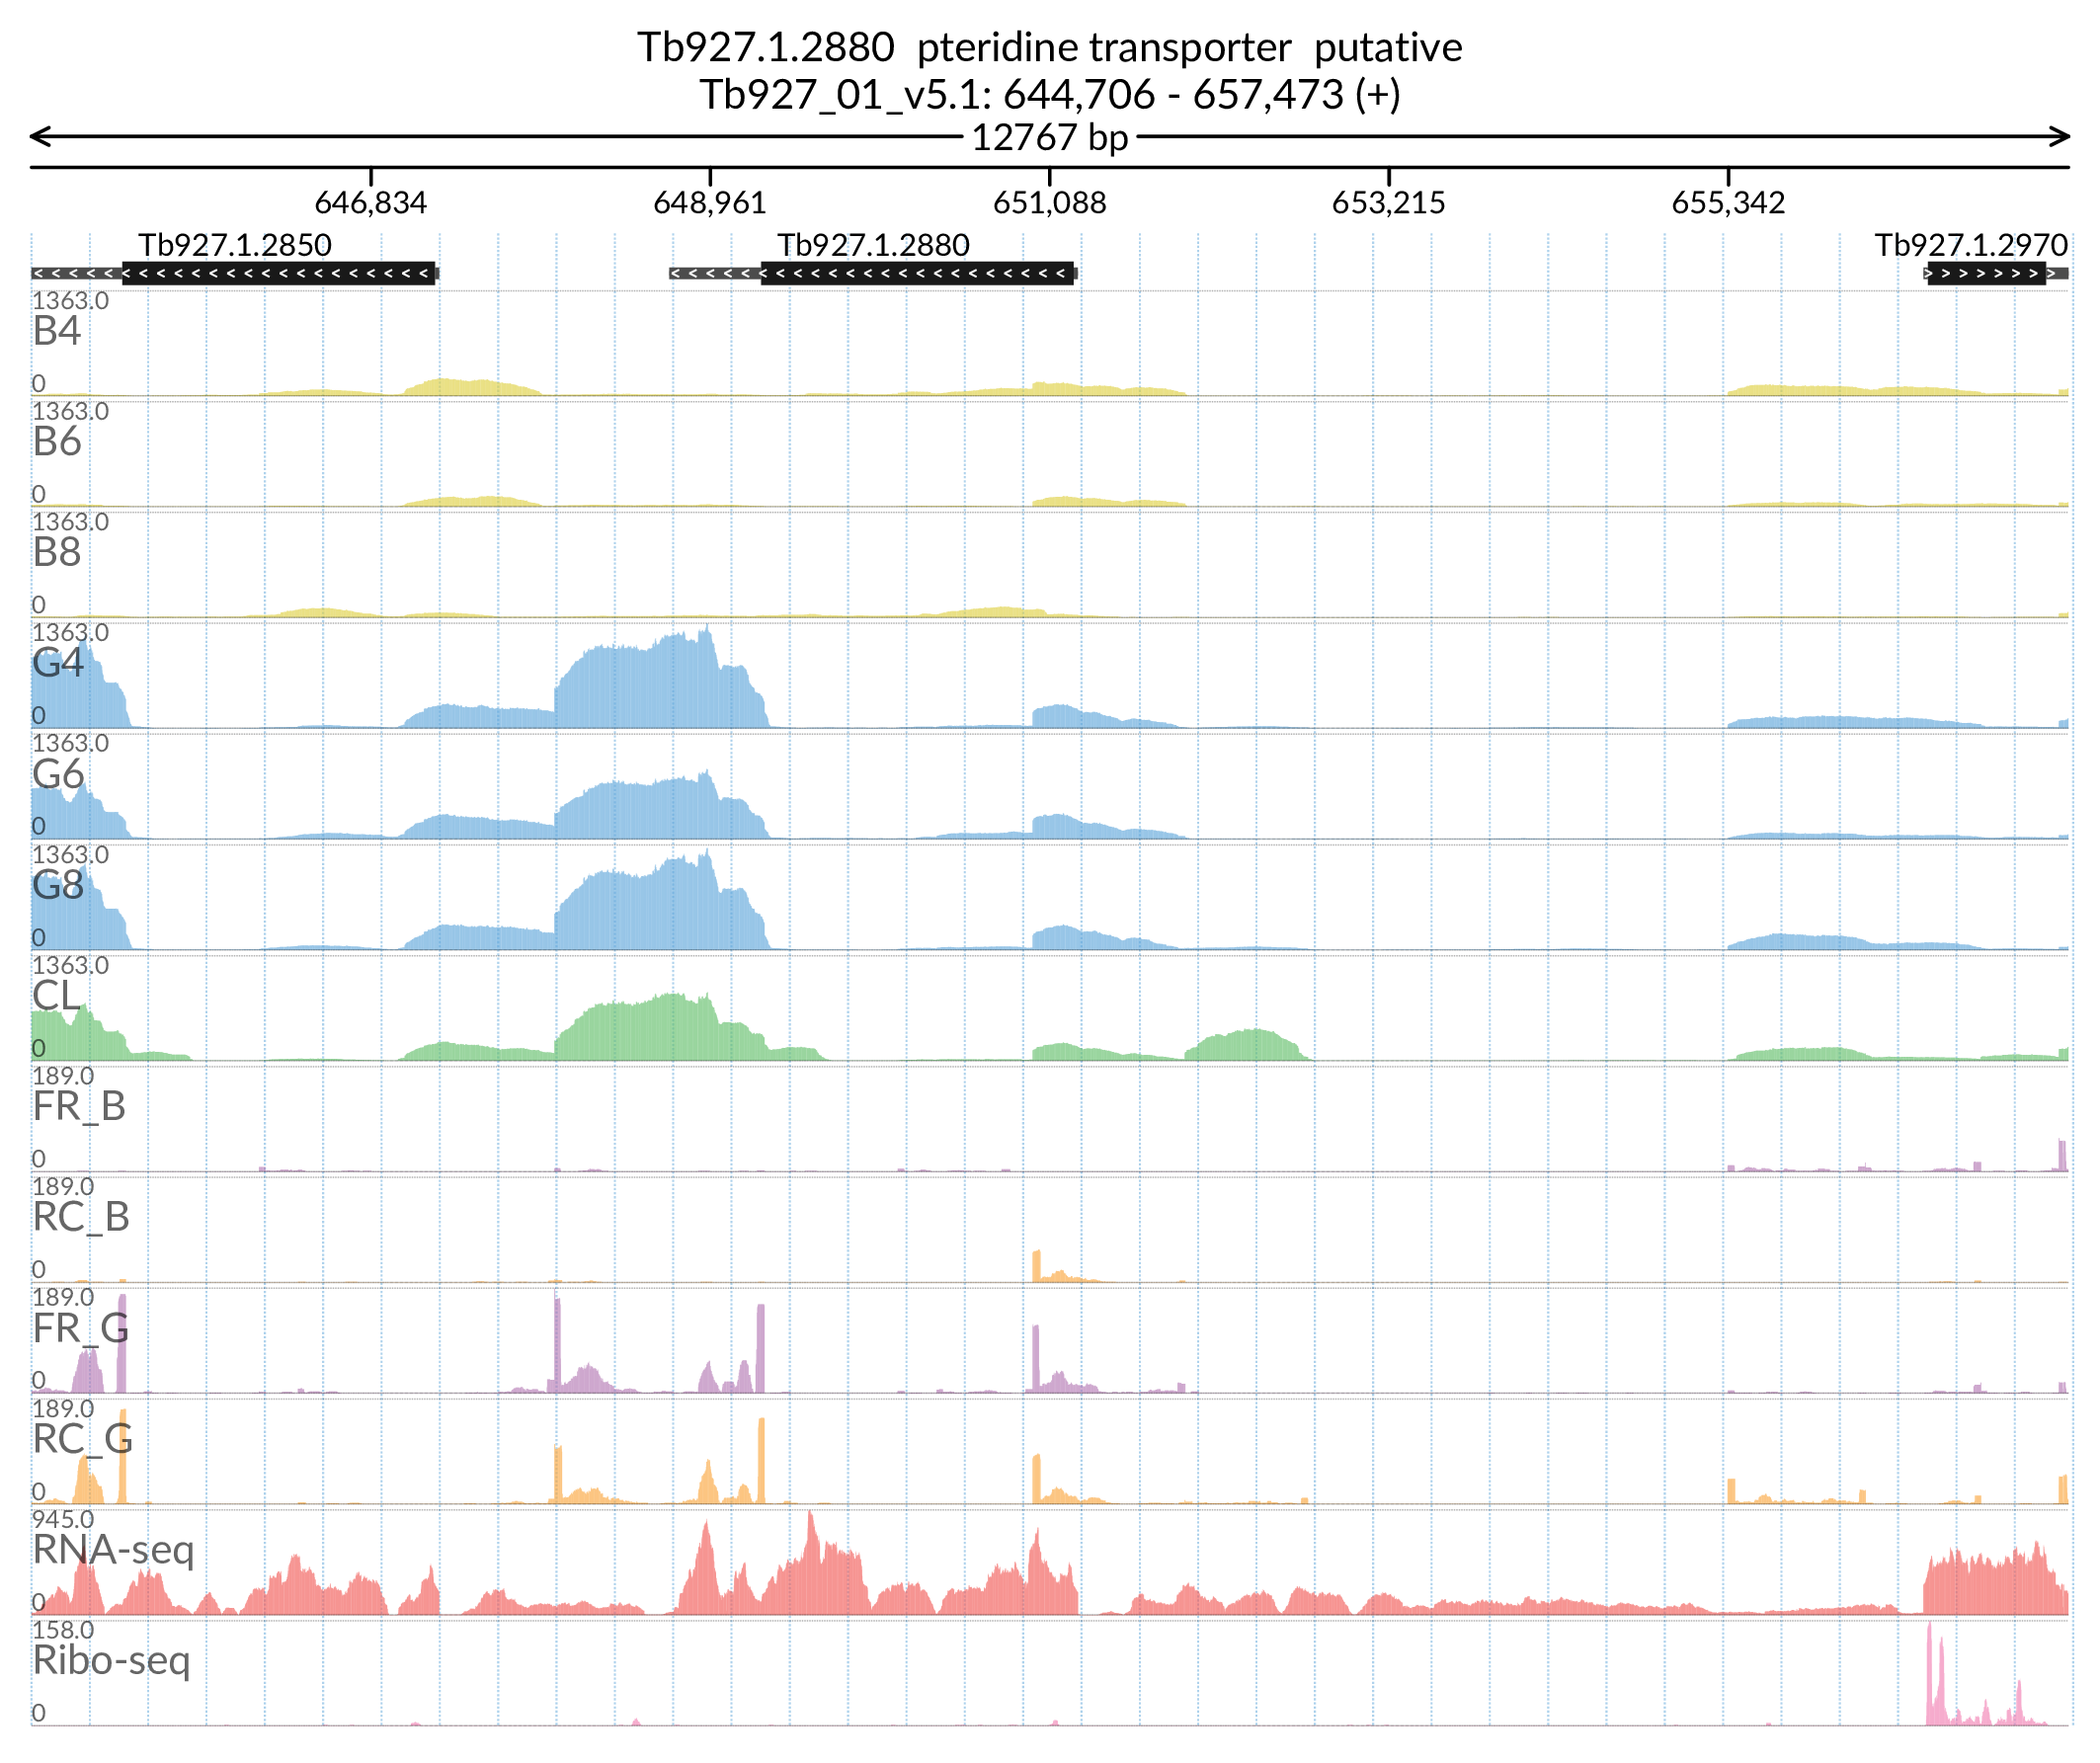 Tb927.1.2880  pteridine transporter  putative
Tb927_01_v5.1: 644,706 - 657,473 (+)
12767 bp
646,834 648,961 651,088 653,215 655,342
Tb927.1.2850 Tb927.1.2880 Tb927.1.2970
1363.0
B4
0
1363.0
B6
0
1363.0
B8
0
1363.0
G4
0
1363.0
G6
0
1363.0
G8
0
1363.0
CL
0
189.0
FR_B
0
189.0
RC_B
0
189.0
FR_G
0
189.0
RC_G
0
945.0
RNA-seq
0
158.0
Ribo-seq
0